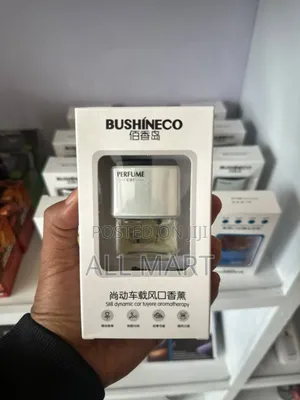 BUSHINECO
佰香岛
PERFUME
CAR
POSTED ON JIJI
ALL MART
尚动车载风口香薰
Still dynamic car tuyere aromatherapy